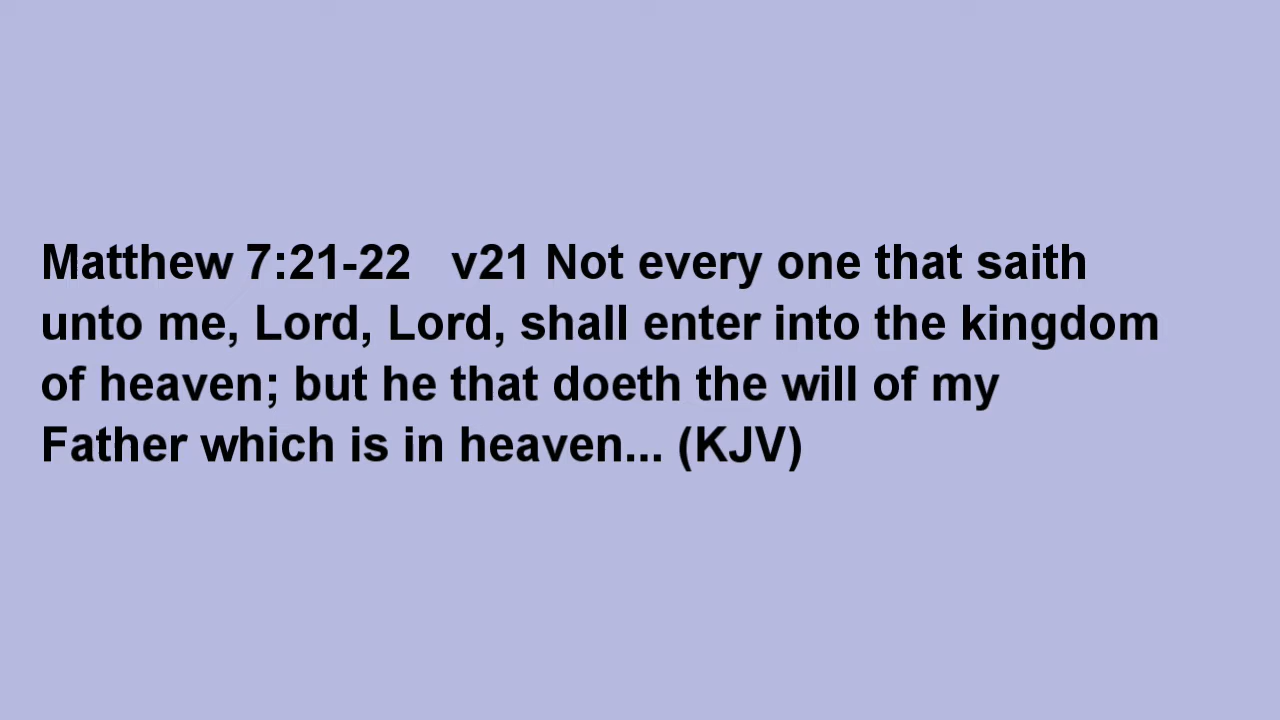 Matthew 7:21-22   v21 Not every one that saith
unto me, Lord, Lord, shall enter into the kingdom
of heaven; but he that doeth the will of my
Father which is in heaven... (KJV)